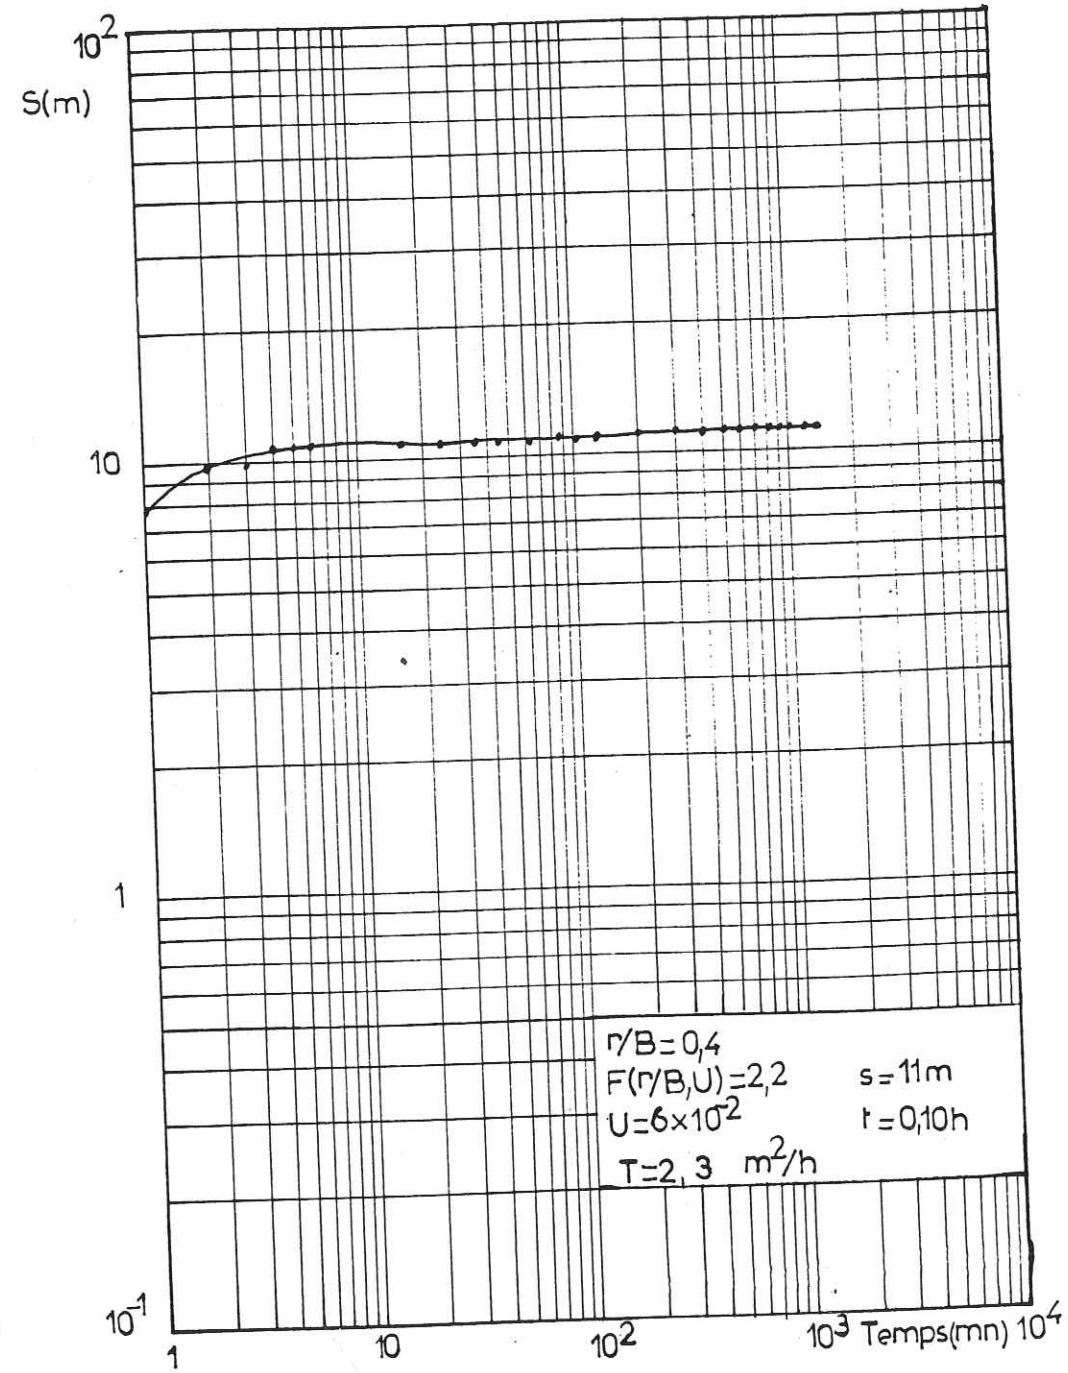 10²
S(m)
10
1
10⁻¹
r/B=0,4
F(r/B,U)=2,2 s=11m
U=6×10⁻² t=0,10h
T=2,3 m²/h
1 10 10² 10³ Temps(mn) 10⁴